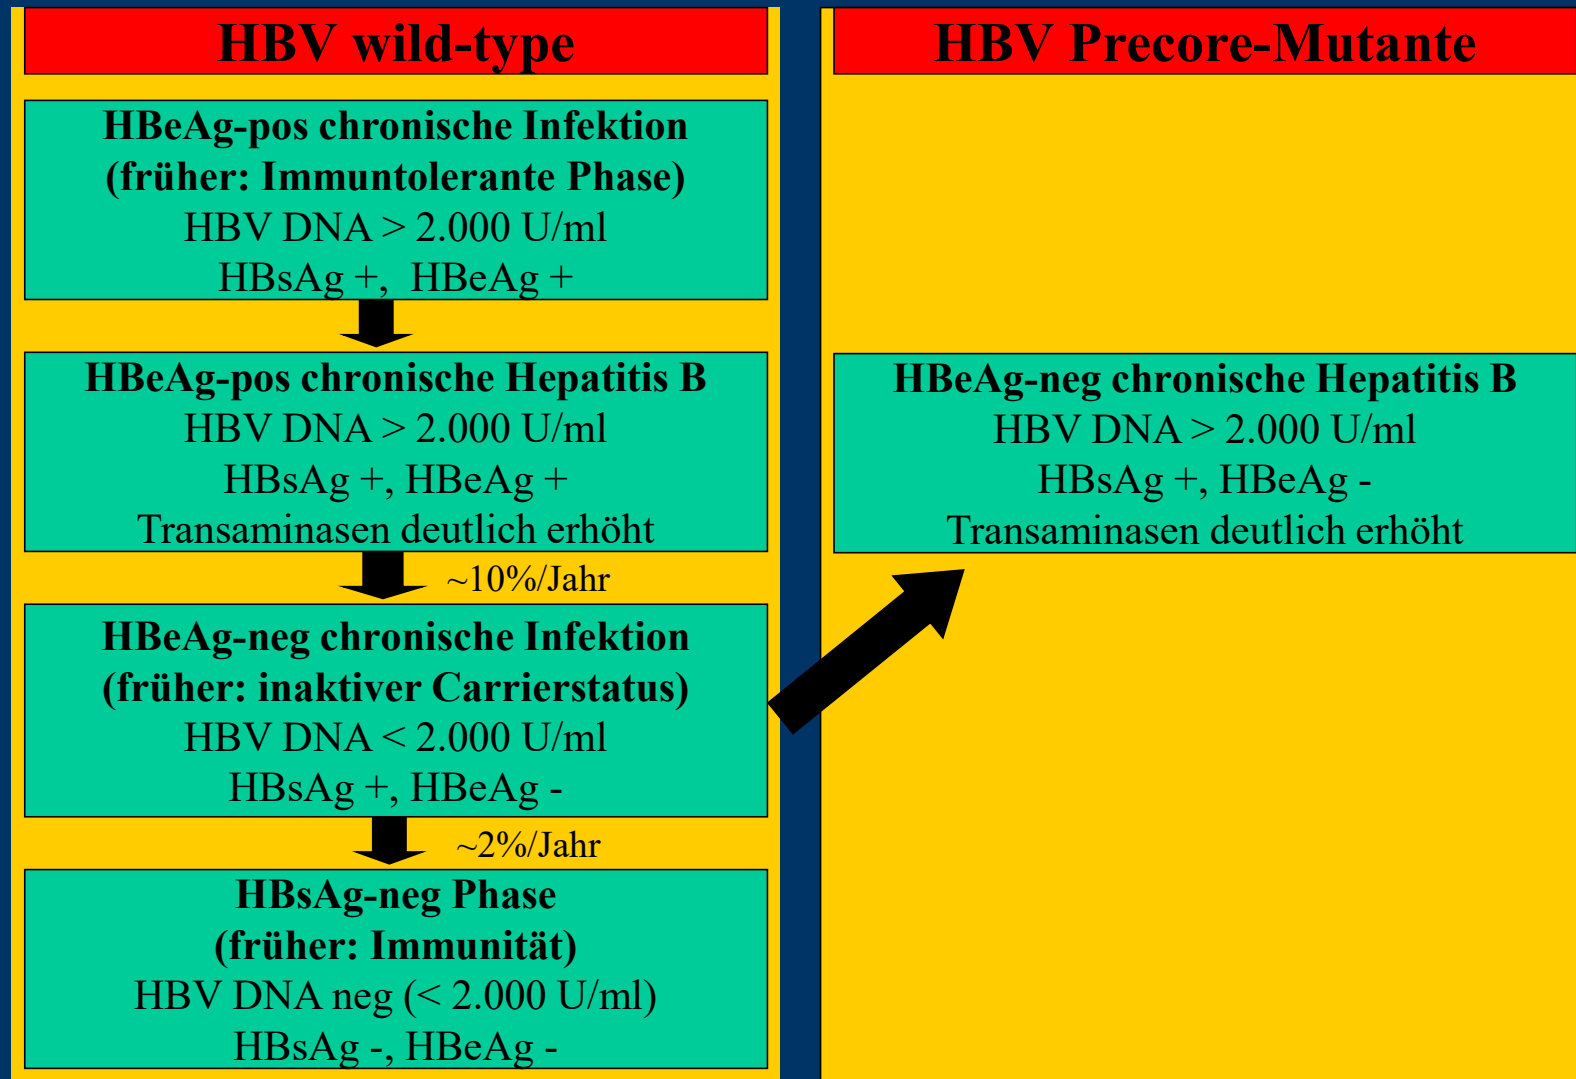 HBV wild-type
HBeAg-pos chronische Infektion
(früher: Immuntolerante Phase)
HBV DNA > 2.000 U/ml
HBsAg +, HBeAg +
HBeAg-pos chronische Hepatitis B
HBV DNA > 2.000 U/ml
HBsAg +, HBeAg +
Transaminasen deutlich erhöht
~10%/Jahr
HBeAg-neg chronische Infektion
(früher: inaktiver Carrierstatus)
HBV DNA < 2.000 U/ml
HBsAg +, HBeAg -
~2%/Jahr
HBsAg-neg Phase
(früher: Immunität)
HBV DNA neg (< 2.000 U/ml)
HBsAg -, HBeAg -
HBV Precore-Mutante
HBeAg-neg chronische Hepatitis B
HBV DNA > 2.000 U/ml
HBsAg +, HBeAg -
Transaminasen deutlich erhöht